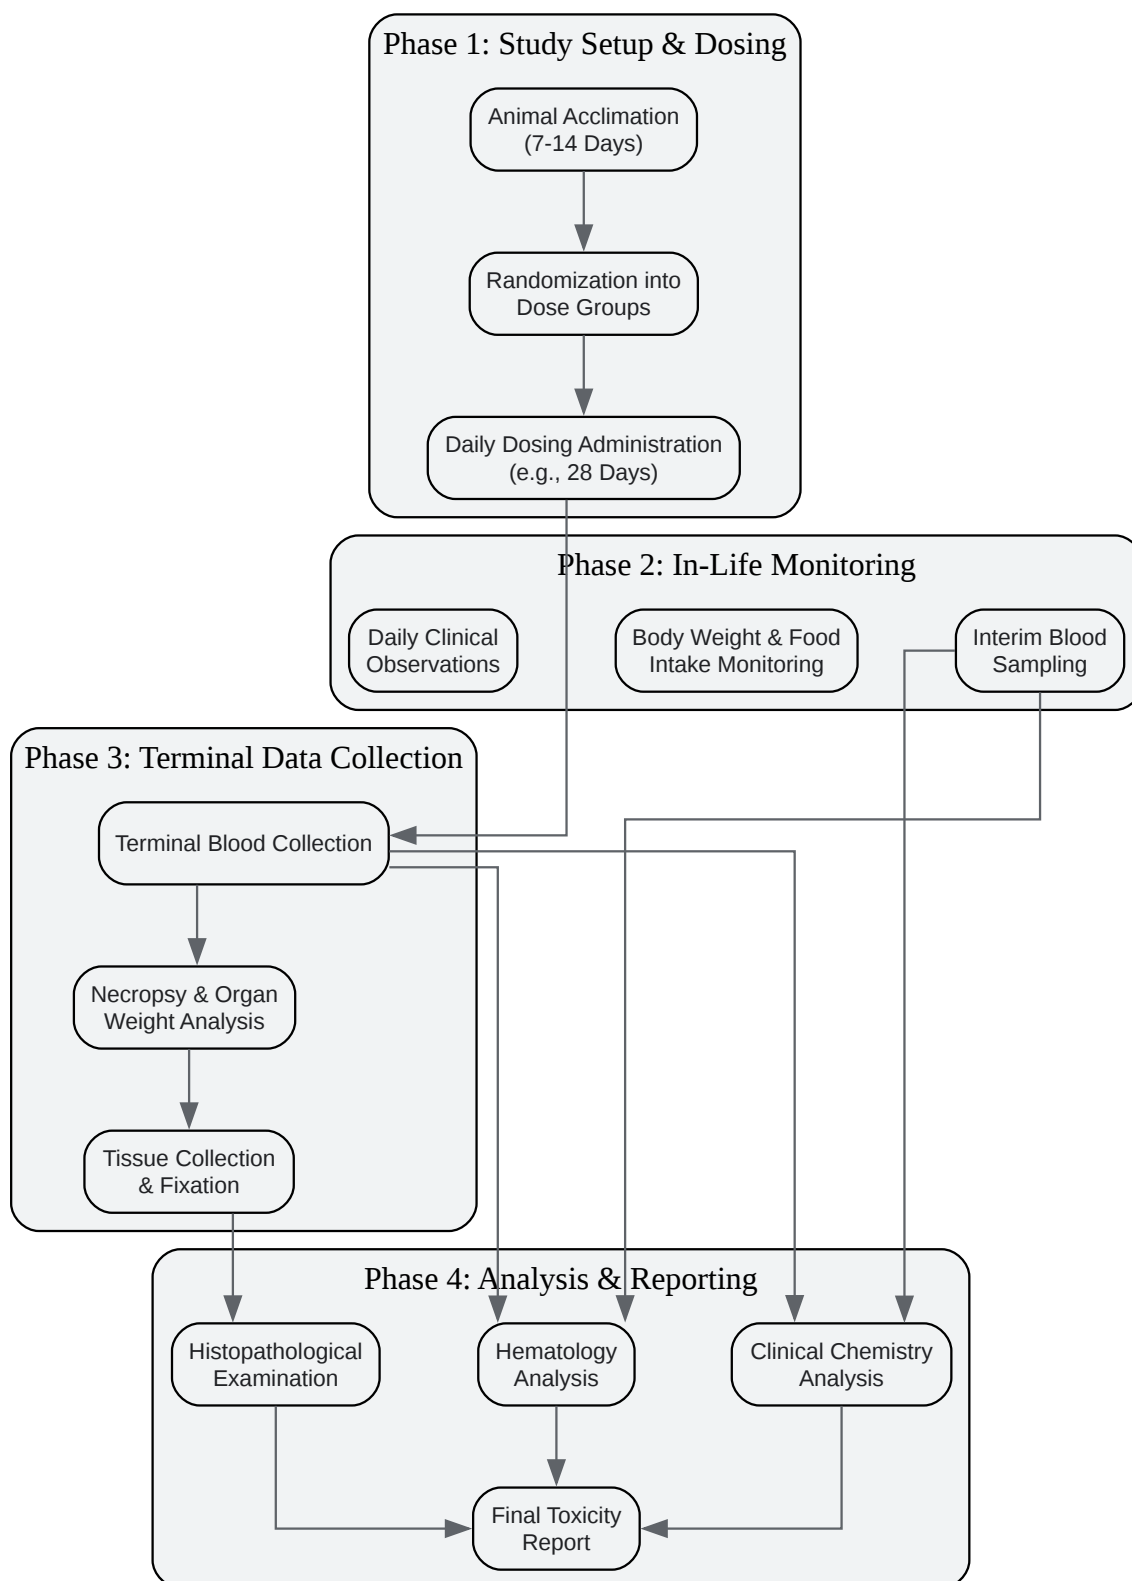 Phase 1: Study Setup & Dosing
Animal Acclimation
(7-14 Days)
Randomization into
Dose Groups
Daily Dosing Administration
(e.g., 28 Days)
Phase 2: In-Life Monitoring
Daily Clinical
Observations
Body Weight & Food
Intake Monitoring
Interim Blood
Sampling
Phase 3: Terminal Data Collection
Terminal Blood Collection
Necropsy & Organ
Weight Analysis
Tissue Collection
& Fixation
Phase 4: Analysis & Reporting
Histopathological
Examination
Hematology
Analysis
Clinical Chemistry
Analysis
Final Toxicity
Report